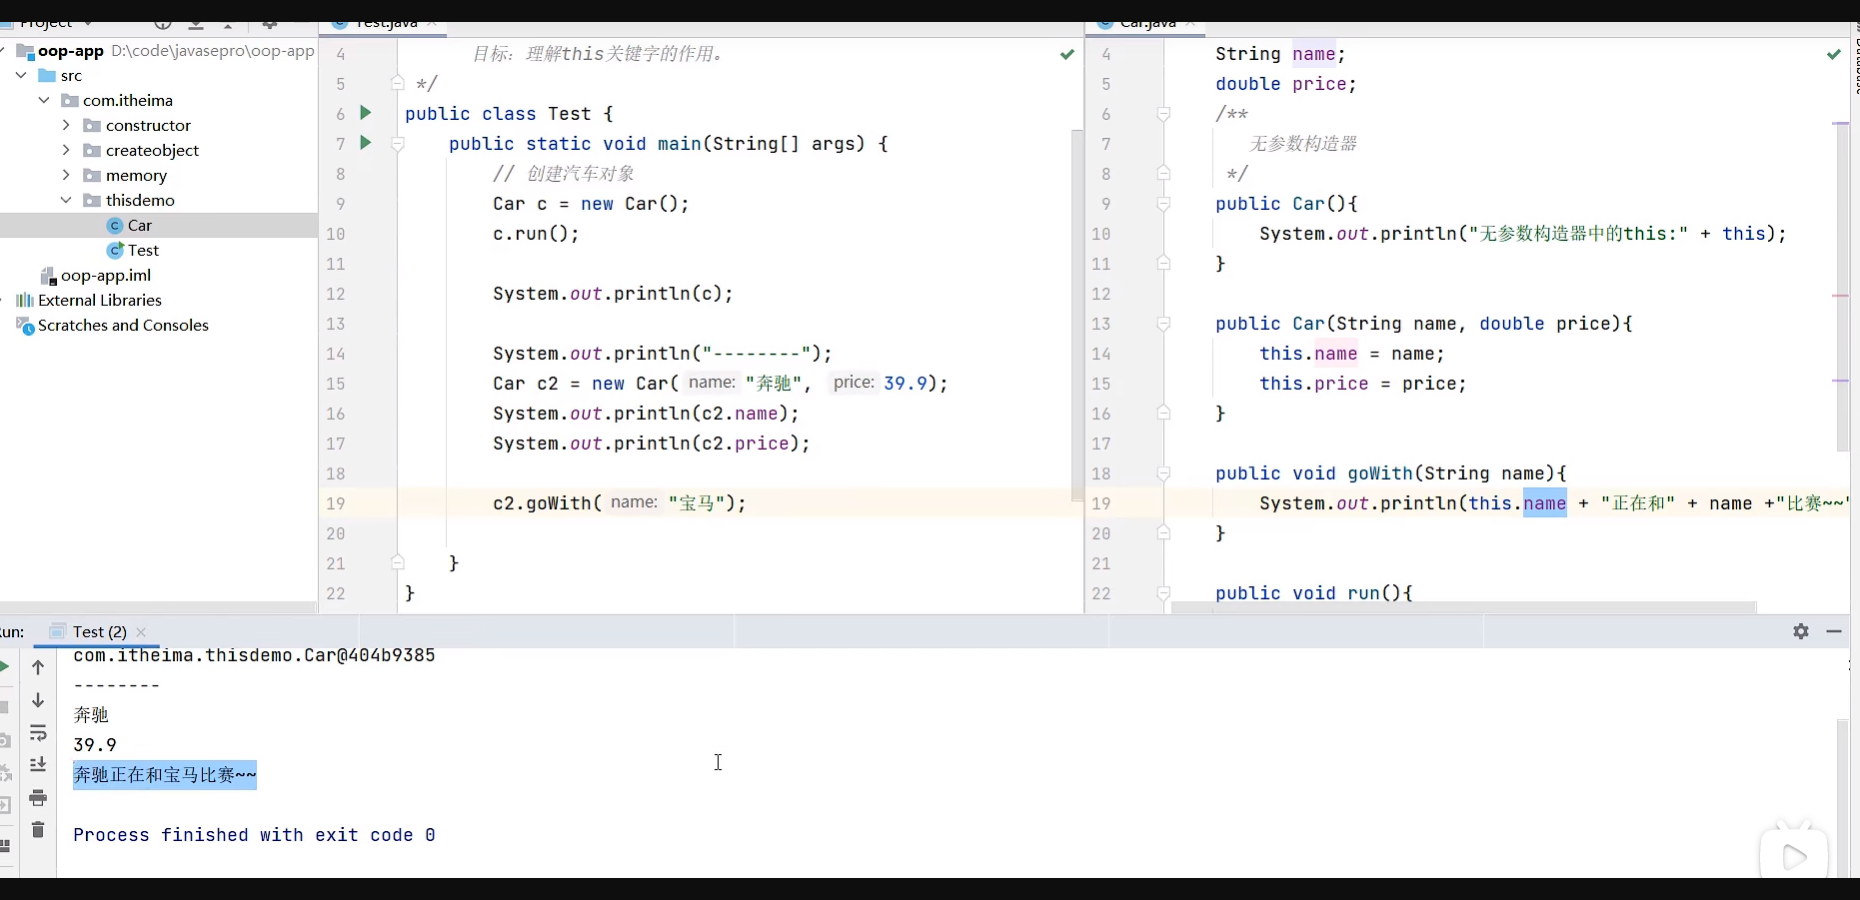 Project
Test.java
Car.java
oop-app D:\code\javasepro\oop-app
src
com.itheima
constructor
createobject
memory
thisdemo
Car
Test
oop-app.iml
External Libraries
Scratches and Consoles
4 目标：理解this关键字的作用。
5 */
6 public class Test {
7 public static void main(String[] args) {
8 // 创建汽车对象
9 Car c = new Car();
10 c.run();
11
12 System.out.println(c);
13
14 System.out.println("--------");
15 Car c2 = new Car( name: "奔驰", price: 39.9);
16 System.out.println(c2.name);
17 System.out.println(c2.price);
18
19 c2.goWith( name: "宝马");
20
21 }
22 }
4 String name;
5 double price;
6 /**
7 无参数构造器
8 */
9 public Car(){
10 System.out.println("无参数构造器中的this:" + this);
11 }
12
13 public Car(String name, double price){
14 this.name = name;
15 this.price = price;
16 }
17
18 public void goWith(String name){
19 System.out.println(this.name + "正在和" + name +"比赛~~"
20 }
21
22 public void run(){
un: Test (2)
com.itheima.thisdemo.Car@404b9385
--------
奔驰
39.9
奔驰正在和宝马比赛~~
Process finished with exit code 0